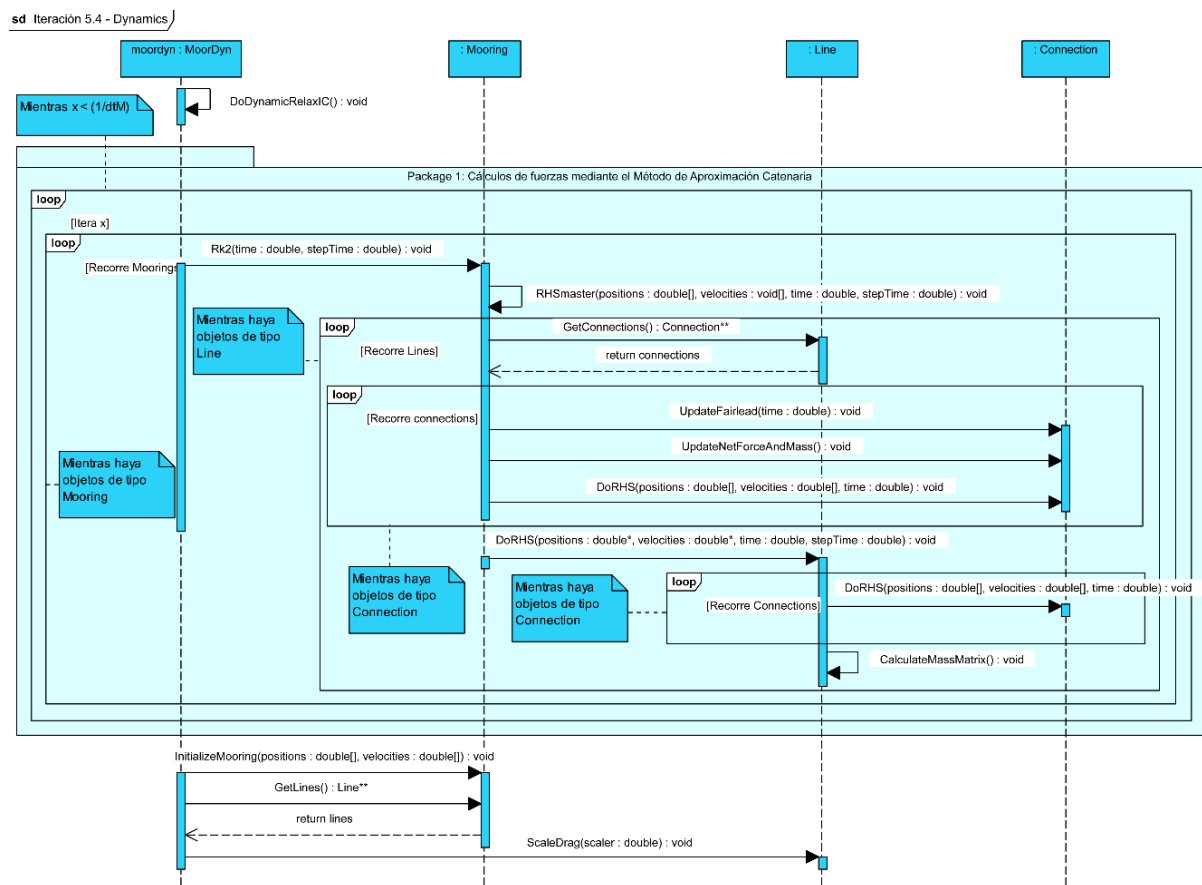 sd Iteración 5.4 - Dynamics
moordyn : MoorDyn
: Mooring
: Line
: Connection
Mientras x < (1/dtM)
DoDynamicRelaxIC() : void
Package 1: Cálculos de fuerzas mediante el Método de Aproximación Catenaria
loop
[Itera x]
loop
Rk2(time : double, stepTime : double) : void
[Recorre Moorings
RHSmaster(positions : double[], velocities : void[], time : double, stepTime : double) : void
Mientras haya
objetos de tipo
Line
loop
GetConnections() : Connection**
[Recorre Lines]
return connections
loop
[Recorre connections]
UpdateFairlead(time : double) : void
UpdateNetForceAndMass() : void
Mientras haya
objetos de tipo
Mooring
DoRHS(positions : double[], velocities : double[], time : double) : void
DoRHS(positions : double*, velocities : double*, time : double, stepTime : double) : void
Mientras haya
objetos de tipo
Connection
Mientras haya
objetos de tipo
Connection
loop
DoRHS(positions : double[], velocities : double[], time : double) : void
[Recorre Connections]
CalculateMassMatrix() : void
InitializeMooring(positions : double[], velocities : double[]) : void
GetLines() : Line**
return lines
ScaleDrag(scaler : double) : void